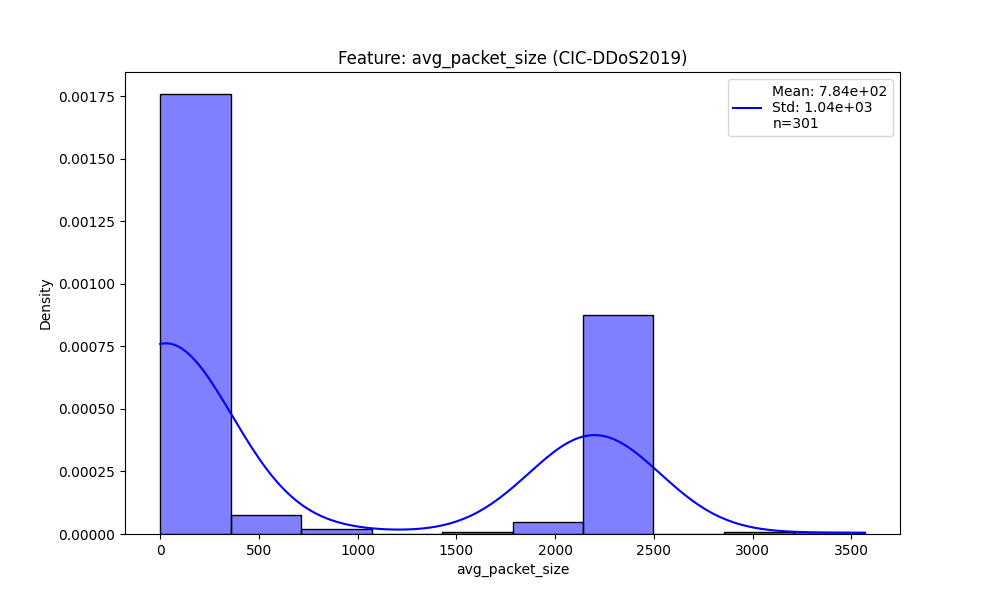 Feature: avg_packet_size (CIC-DDoS2019)
Mean: 7.84e+02
Std: 1.04e+03
n=301
Density
0.00175
0.00150
0.00125
0.00100
0.00075
0.00050
0.00025
0.00000
0 500 1000 1500 2000 2500 3000 3500
avg_packet_size